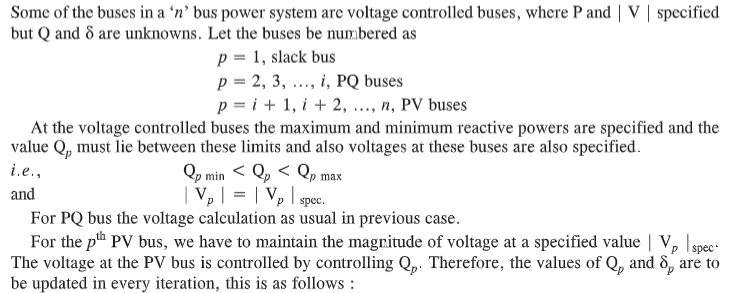 Some of the buses in a ‘n’ bus power system are voltage controlled buses, where P and | V | specified
but Q and δ are unknowns. Let the buses be numbered as
p = 1, slack bus
p = 2, 3, ..., i, PQ buses
p = i + 1, i + 2, ..., n, PV buses
At the voltage controlled buses the maximum and minimum reactive powers are specified and the
value Qp must lie between these limits and also voltages at these buses are also specified.
i.e., Qp min < Qp < Qp max
and | Vp | = | Vp | spec.
For PQ bus the voltage calculation as usual in previous case.
For the pth PV bus, we have to maintain the magnitude of voltage at a specified value | Vp |spec.
The voltage at the PV bus is controlled by controlling Qp. Therefore, the values of Qp and δp are to
be updated in every iteration, this is as follows :